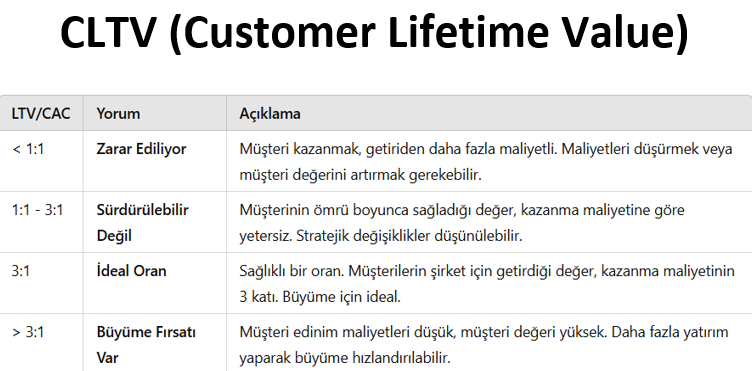 CLTV (Customer Lifetime Value)
LTV/CAC Yorum Açıklama
< 1:1 Zarar Ediliyor Müşteri kazanmak, getiriden daha fazla maliyetli. Maliyetleri düşürmek veya
müşteri değerini artırmak gerekebilir.
1:1 - 3:1 Sürdürülebilir Müşterinin ömrü boyunca sağladığı değer, kazanma maliyetine göre
Değil yetersiz. Stratejik değişiklikler düşünülebilir.
3:1 İdeal Oran Sağlıklı bir oran. Müşterilerin şirket için getirdiği değer, kazanma maliyetinin
3 katı. Büyüme için ideal.
> 3:1 Büyüme Fırsatı Müşteri edinim maliyetleri düşük, müşteri değeri yüksek. Daha fazla yatırım
Var yaparak büyüme hızlandırılabilir.